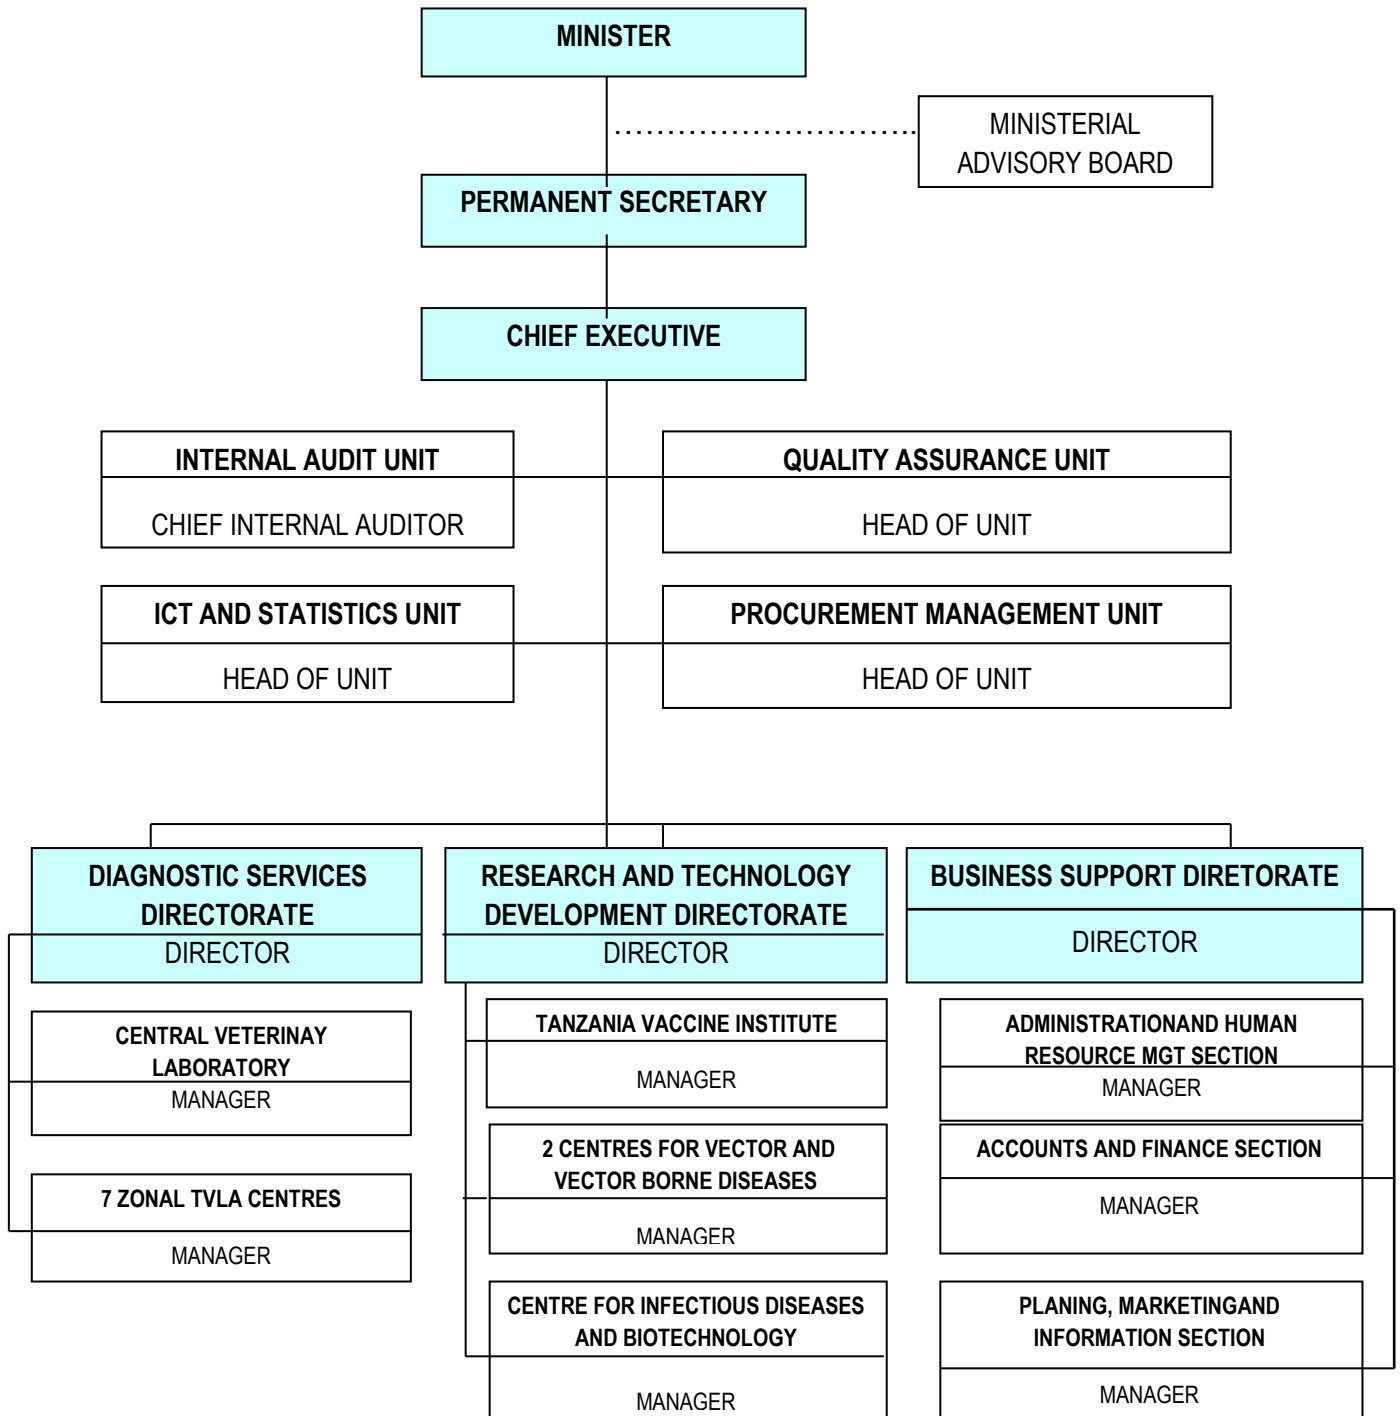 MINISTER
MINISTERIAL
ADVISORY BOARD
PERMANENT SECRETARY
CHIEF EXECUTIVE
INTERNAL AUDIT UNIT
CHIEF INTERNAL AUDITOR
QUALITY ASSURANCE UNIT
HEAD OF UNIT
ICT AND STATISTICS UNIT
HEAD OF UNIT
PROCUREMENT MANAGEMENT UNIT
HEAD OF UNIT
DIAGNOSTIC SERVICES
DIRECTORATE
DIRECTOR
CENTRAL VETERINAY
LABORATORY
MANAGER
7 ZONAL TVLA CENTRES
MANAGER
RESEARCH AND TECHNOLOGY
DEVELOPMENT DIRECTORATE
DIRECTOR
TANZANIA VACCINE INSTITUTE
MANAGER
2 CENTRES FOR VECTOR AND
VECTOR BORNE DISEASES
MANAGER
CENTRE FOR INFECTIOUS DISEASES
AND BIOTECHNOLOGY
MANAGER
BUSINESS SUPPORT DIRETORATE
DIRECTOR
ADMINISTRATIONAND HUMAN
RESOURCE MGT SECTION
MANAGER
ACCOUNTS AND FINANCE SECTION
MANAGER
PLANING, MARKETINGAND
INFORMATION SECTION
MANAGER